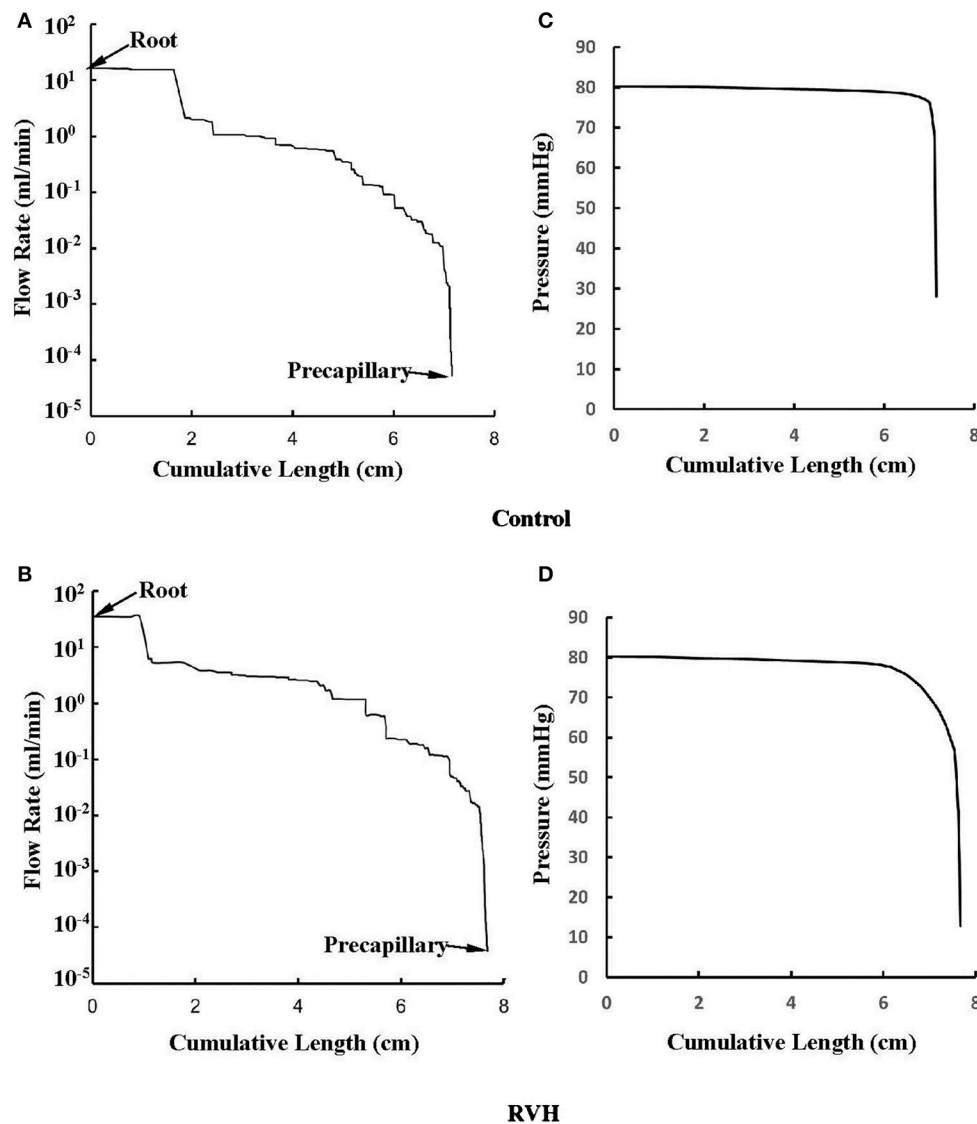 A
Flow Rate (ml/min)
10²
10¹
10⁰
10⁻¹
10⁻²
10⁻³
10⁻⁴
10⁻⁵
Root
Precapillary
0 2 4 6 8
Cumulative Length (cm)
C
Pressure (mmHg)
90
80
70
60
50
40
30
20
10
0
0 2 4 6 8
Cumulative Length (cm)
Control
B
Flow Rate (ml/min)
10²
10¹
10⁰
10⁻¹
10⁻²
10⁻³
10⁻⁴
10⁻⁵
Root
Precapillary
0 2 4 6 8
Cumulative Length (cm)
D
Pressure (mmHg)
90
80
70
60
50
40
30
20
10
0
0 2 4 6 8
Cumulative Length (cm)
RVH